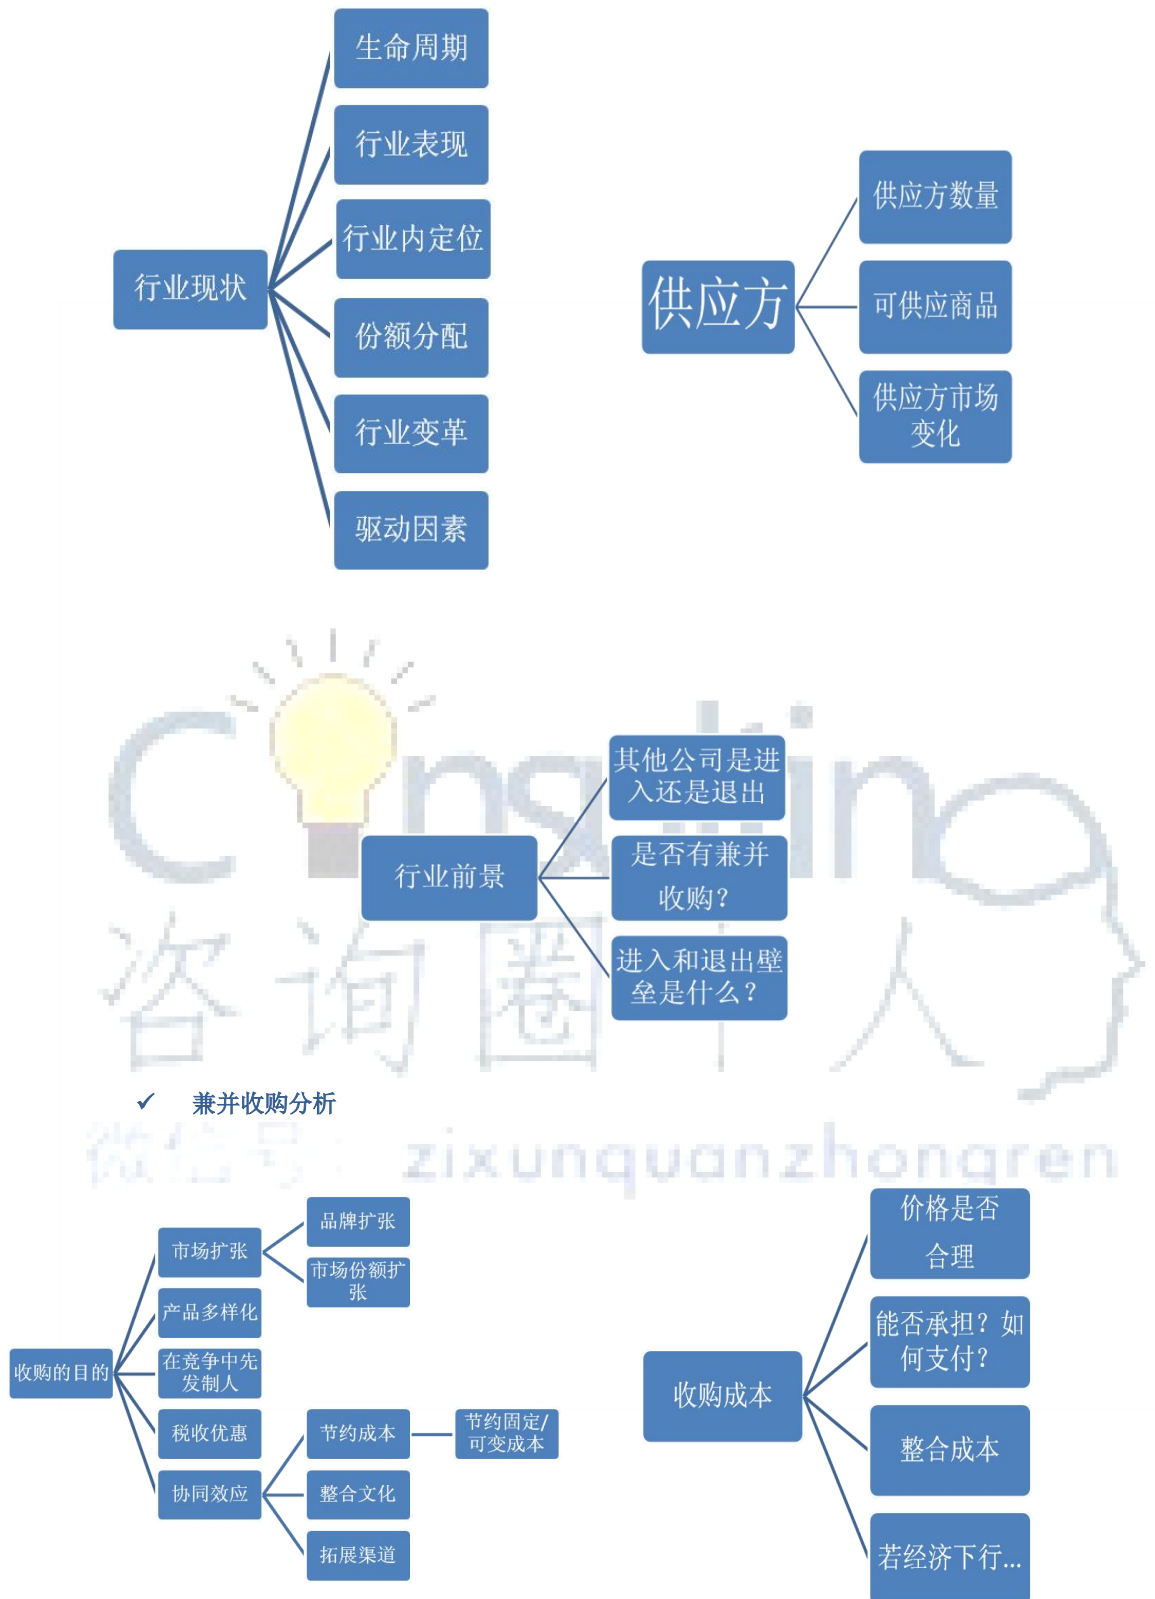 生命周期
行业表现
行业内定位
行业现状
份额分配
行业变革
驱动因素
供应方数量
供应方
可供应商品
供应方市场
变化
其他公司是进
入还是退出
行业前景
是否有兼并
收购？
进入和退出壁
垒是什么？
咨询圈中人
✓ 兼并收购分析
微信号：zixunquanzhongren
品牌扩张
市场扩张
市场份额扩
张
产品多样化
收购的目的
在竞争中先
发制人
税收优惠
节约成本
节约固定/
可变成本
协同效应
整合文化
拓展渠道
价格是否
合理
能否承担？如
何支付？
收购成本
整合成本
若经济下行...